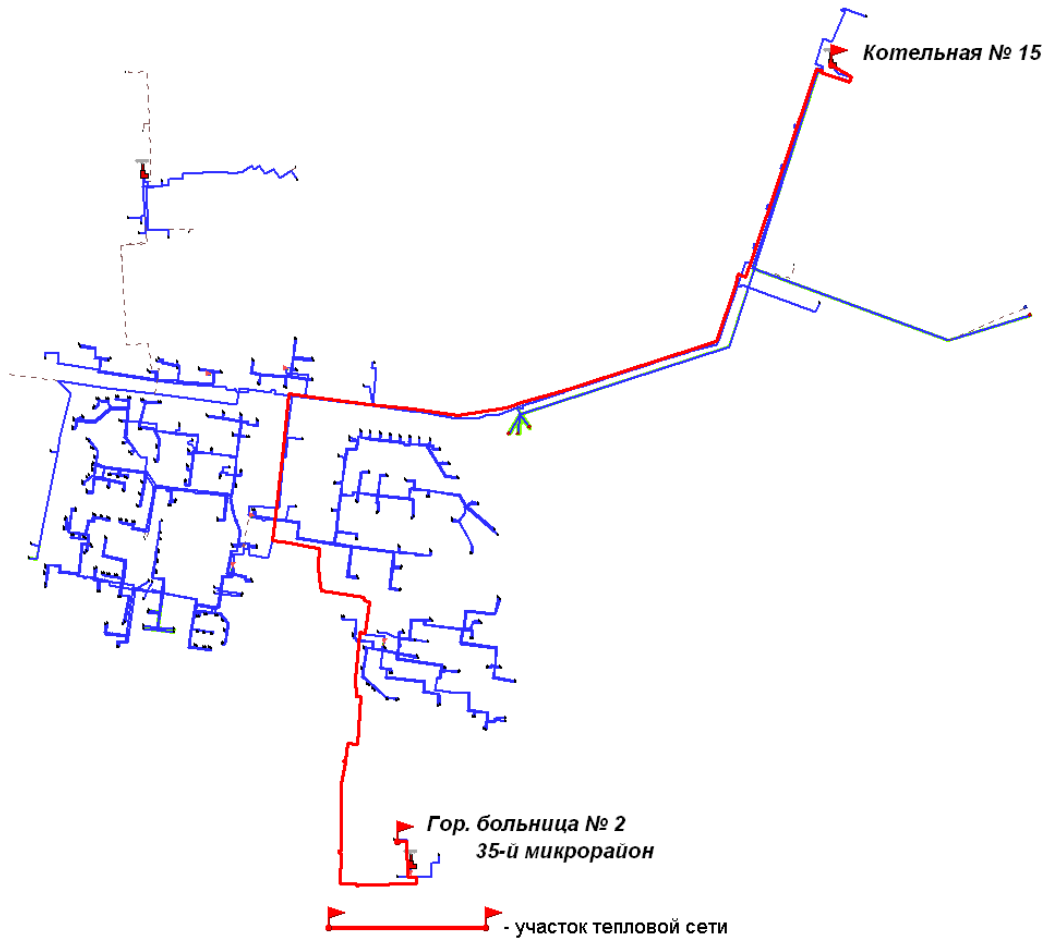 Котельная № 15
Гор. больница № 2
35-й микрорайон
- участок тепловой сети